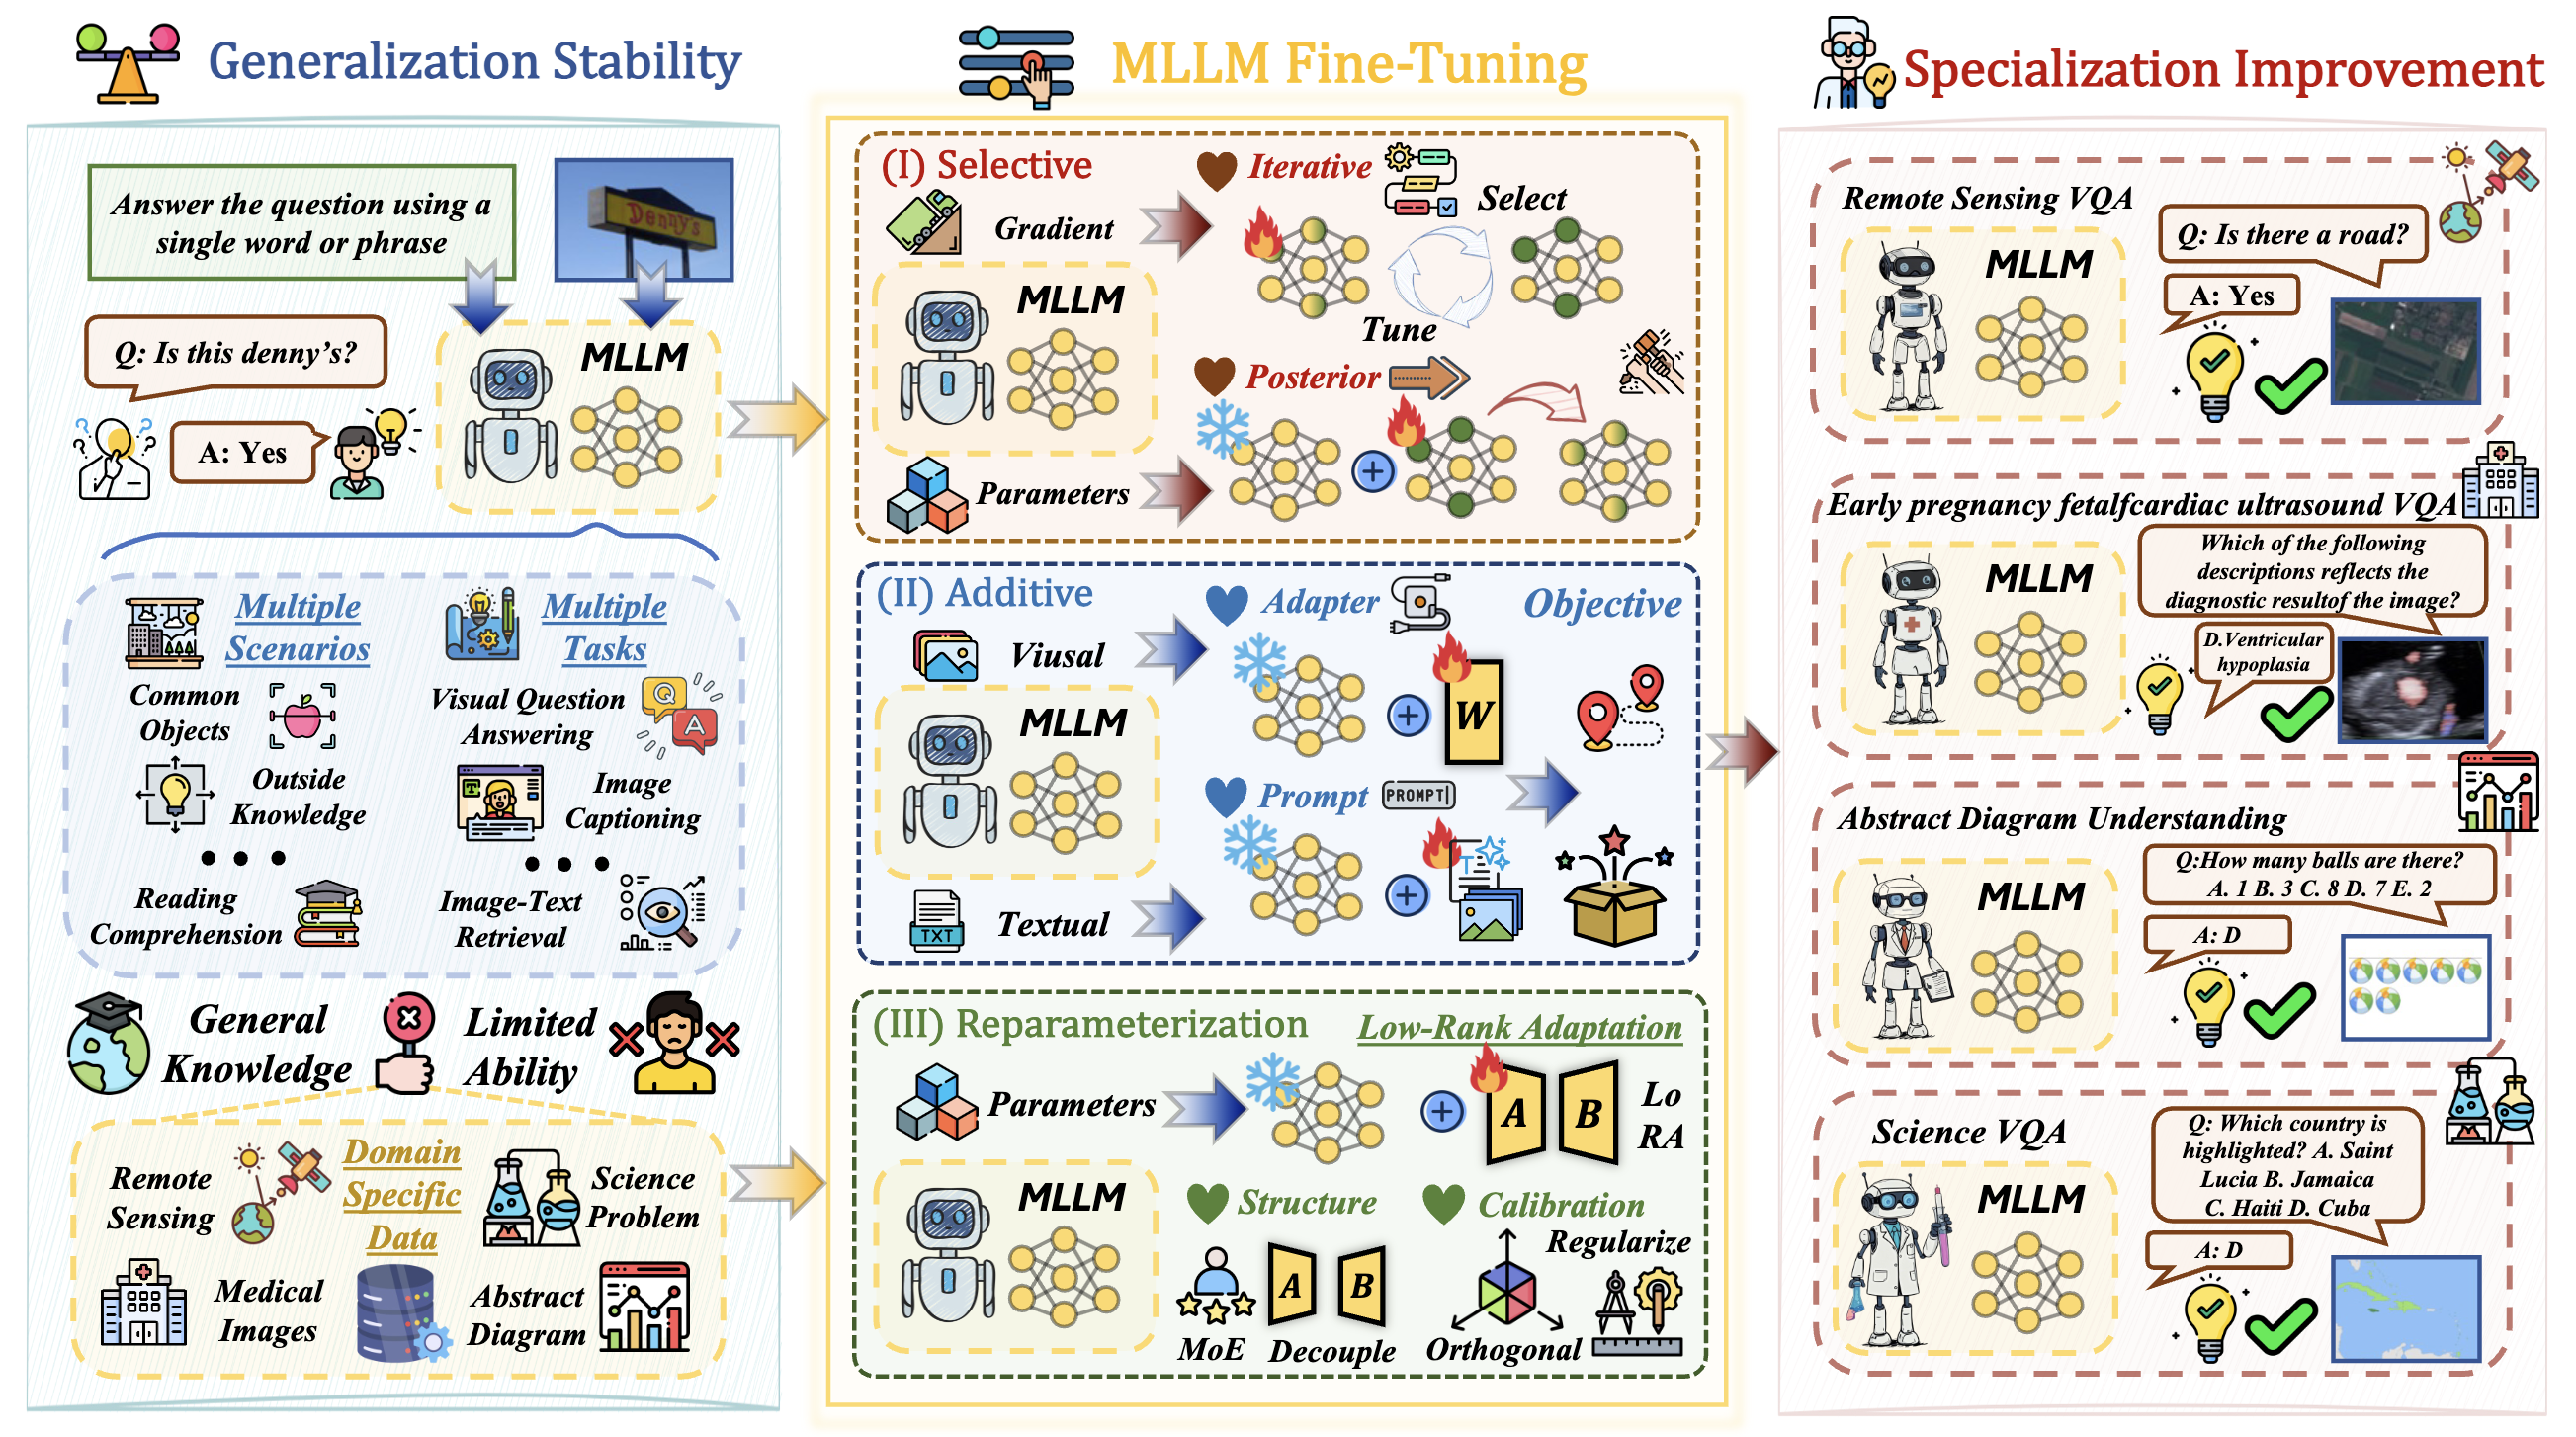 Generalization Stability
Answer the question using a
single word or phrase
Denny's
Q: Is this denny's?
A: Yes
MLLM
Multiple
Scenarios
Multiple
Tasks
Common
Objects
Visual Question
Answering
Q
A
Outside
Knowledge
T
Image
Captioning
Reading
Comprehension
Image-Text
Retrieval
General
Knowledge
Limited
Ability
Remote
Sensing
Domain
Specific
Data
Science
Problem
Medical
Images
Abstract
Diagram
MLLM Fine-Tuning
(I) Selective
Gradient
MLLM
Parameters
Iterative
Select
Tune
Posterior
(II) Additive
Viusal
MLLM
TXT
Textual
Adapter
Objective
W
Prompt
PROMPT
T
(III) Reparameterization
Low-Rank Adaptation
Parameters
A
B
Lo
RA
MLLM
Structure
Calibration
A
B
Regularize
MoE
Decouple
Orthogonal
Specialization Improvement
Remote Sensing VQA
MLLM
Q: Is there a road?
A: Yes
Early pregnancy fetalfcardiac ultrasound VQA
MLLM
Which of the following
descriptions reflects the
diagnostic resultof the image?
D.Ventricular
hypoplasia
Abstract Diagram Understanding
MLLM
Q:How many balls are there?
A. 1 B. 3 C. 8 D. 7 E. 2
A: D
Science VQA
MLLM
Q: Which country is
highlighted? A. Saint
Lucia B. Jamaica
C. Haiti D. Cuba
A: D